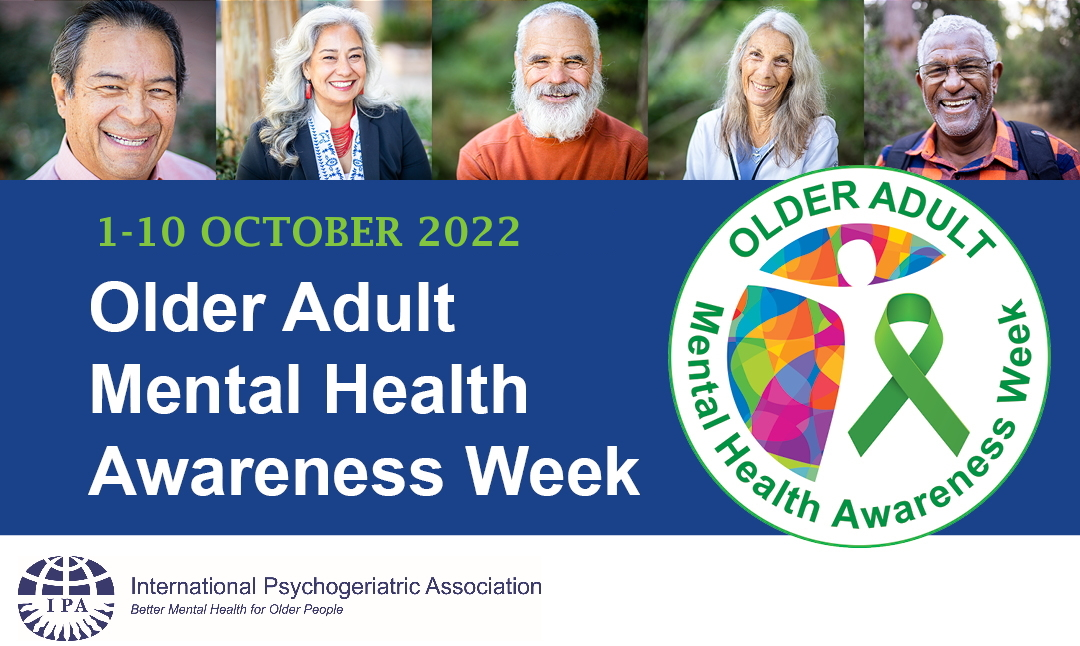 1-10 OCTOBER 2022
Older Adult
Mental Health
Awareness Week
OLDER ADULT
Mental Health Awareness Week
IPA
International Psychogeriatric Association
Better Mental Health for Older People